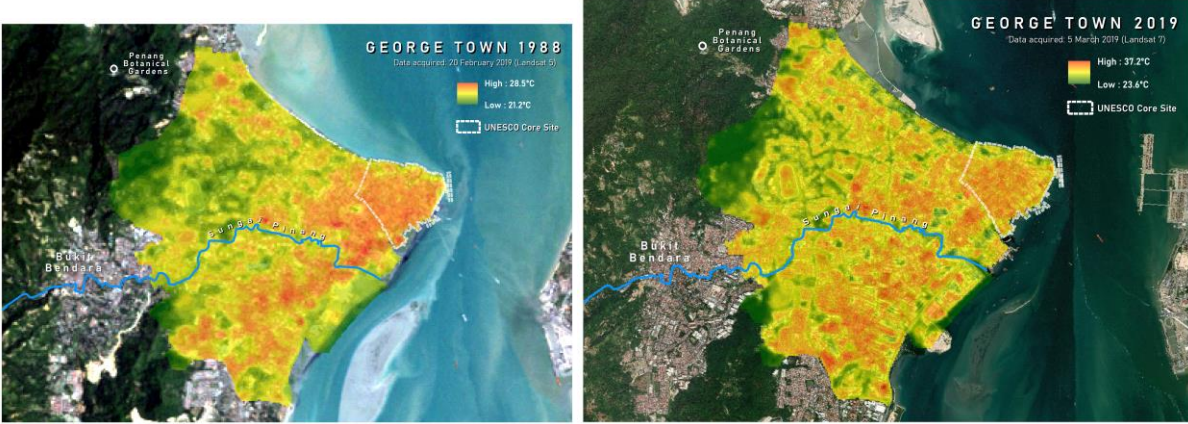 GEORGE TOWN 1988
Data acquired: 20 February 2019 (Landsat 5)
Penang
Botanical
Gardens
High : 28.5°C
Low : 21.2°C
UNESCO Core Site
Sungai Pinang
Bukit
Bendara
GEORGE TOWN 2019
Data acquired: 5 March 2019 (Landsat 7)
Penang
Botanical
Gardens
High : 37.2°C
Low : 23.6°C
UNESCO Core Site
Sungai Pinang
Bukit
Bendara